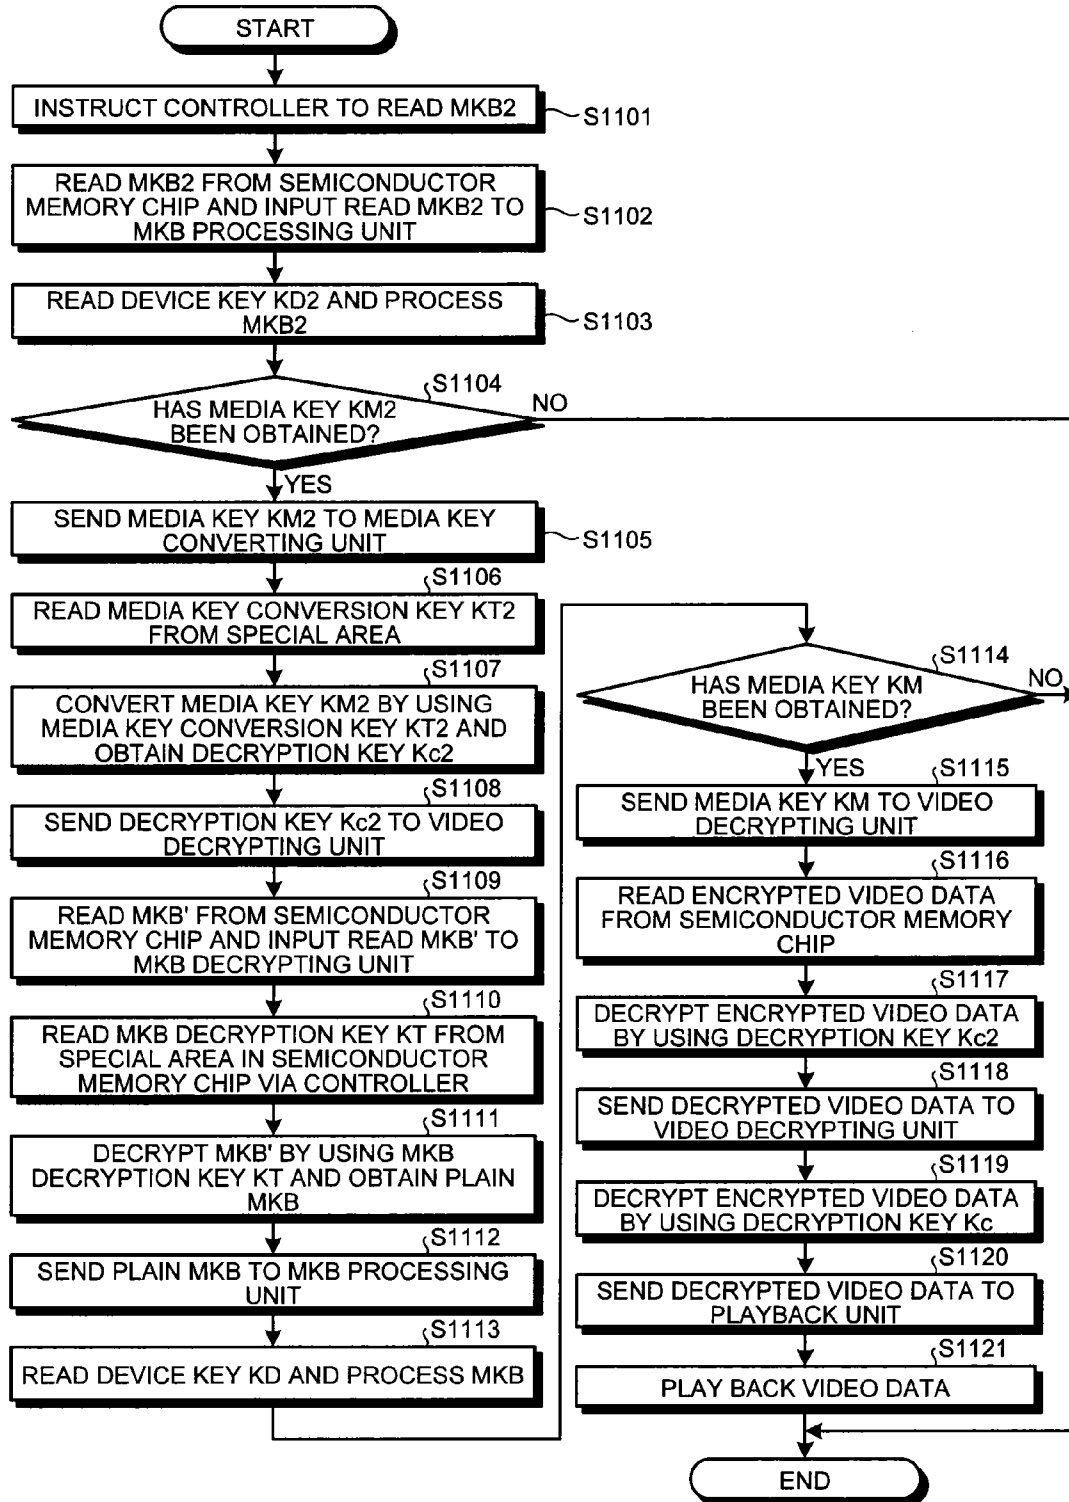 START
INSTRUCT CONTROLLER TO READ MKB2
S1101
READ MKB2 FROM SEMICONDUCTOR
MEMORY CHIP AND INPUT READ MKB2 TO
MKB PROCESSING UNIT
S1102
READ DEVICE KEY KD2 AND PROCESS
MKB2
S1103
S1104
HAS MEDIA KEY KM2
BEEN OBTAINED?
NO
YES
SEND MEDIA KEY KM2 TO MEDIA KEY
CONVERTING UNIT
S1105
S1106
READ MEDIA KEY CONVERSION KEY KT2
FROM SPECIAL AREA
S1107
CONVERT MEDIA KEY KM2 BY USING
MEDIA KEY CONVERSION KEY KT2 AND
OBTAIN DECRYPTION KEY Kc2
S1108
SEND DECRYPTION KEY Kc2 TO VIDEO
DECRYPTING UNIT
S1109
READ MKB' FROM SEMICONDUCTOR
MEMORY CHIP AND INPUT READ MKB' TO
MKB DECRYPTING UNIT
S1110
READ MKB DECRYPTION KEY KT FROM
SPECIAL AREA IN SEMICONDUCTOR
MEMORY CHIP VIA CONTROLLER
S1111
DECRYPT MKB' BY USING MKB
DECRYPTION KEY KT AND OBTAIN PLAIN
MKB
S1112
SEND PLAIN MKB TO MKB PROCESSING
UNIT
S1113
READ DEVICE KEY KD AND PROCESS MKB
S1114
HAS MEDIA KEY KM
BEEN OBTAINED?
NO
YES
S1115
SEND MEDIA KEY KM TO VIDEO
DECRYPTING UNIT
S1116
READ ENCRYPTED VIDEO DATA
FROM SEMICONDUCTOR MEMORY
CHIP
S1117
DECRYPT ENCRYPTED VIDEO DATA
BY USING DECRYPTION KEY Kc2
S1118
SEND DECRYPTED VIDEO DATA TO
VIDEO DECRYPTING UNIT
S1119
DECRYPT ENCRYPTED VIDEO DATA
BY USING DECRYPTION KEY Kc
S1120
SEND DECRYPTED VIDEO DATA TO
PLAYBACK UNIT
S1121
PLAY BACK VIDEO DATA
END